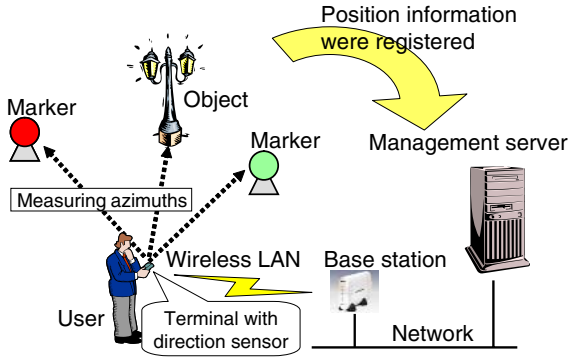 Position information
were registered
Object
Marker
Marker
Management server
Measuring azimuths
Wireless LAN
Base station
User
Terminal with
direction sensor
Network